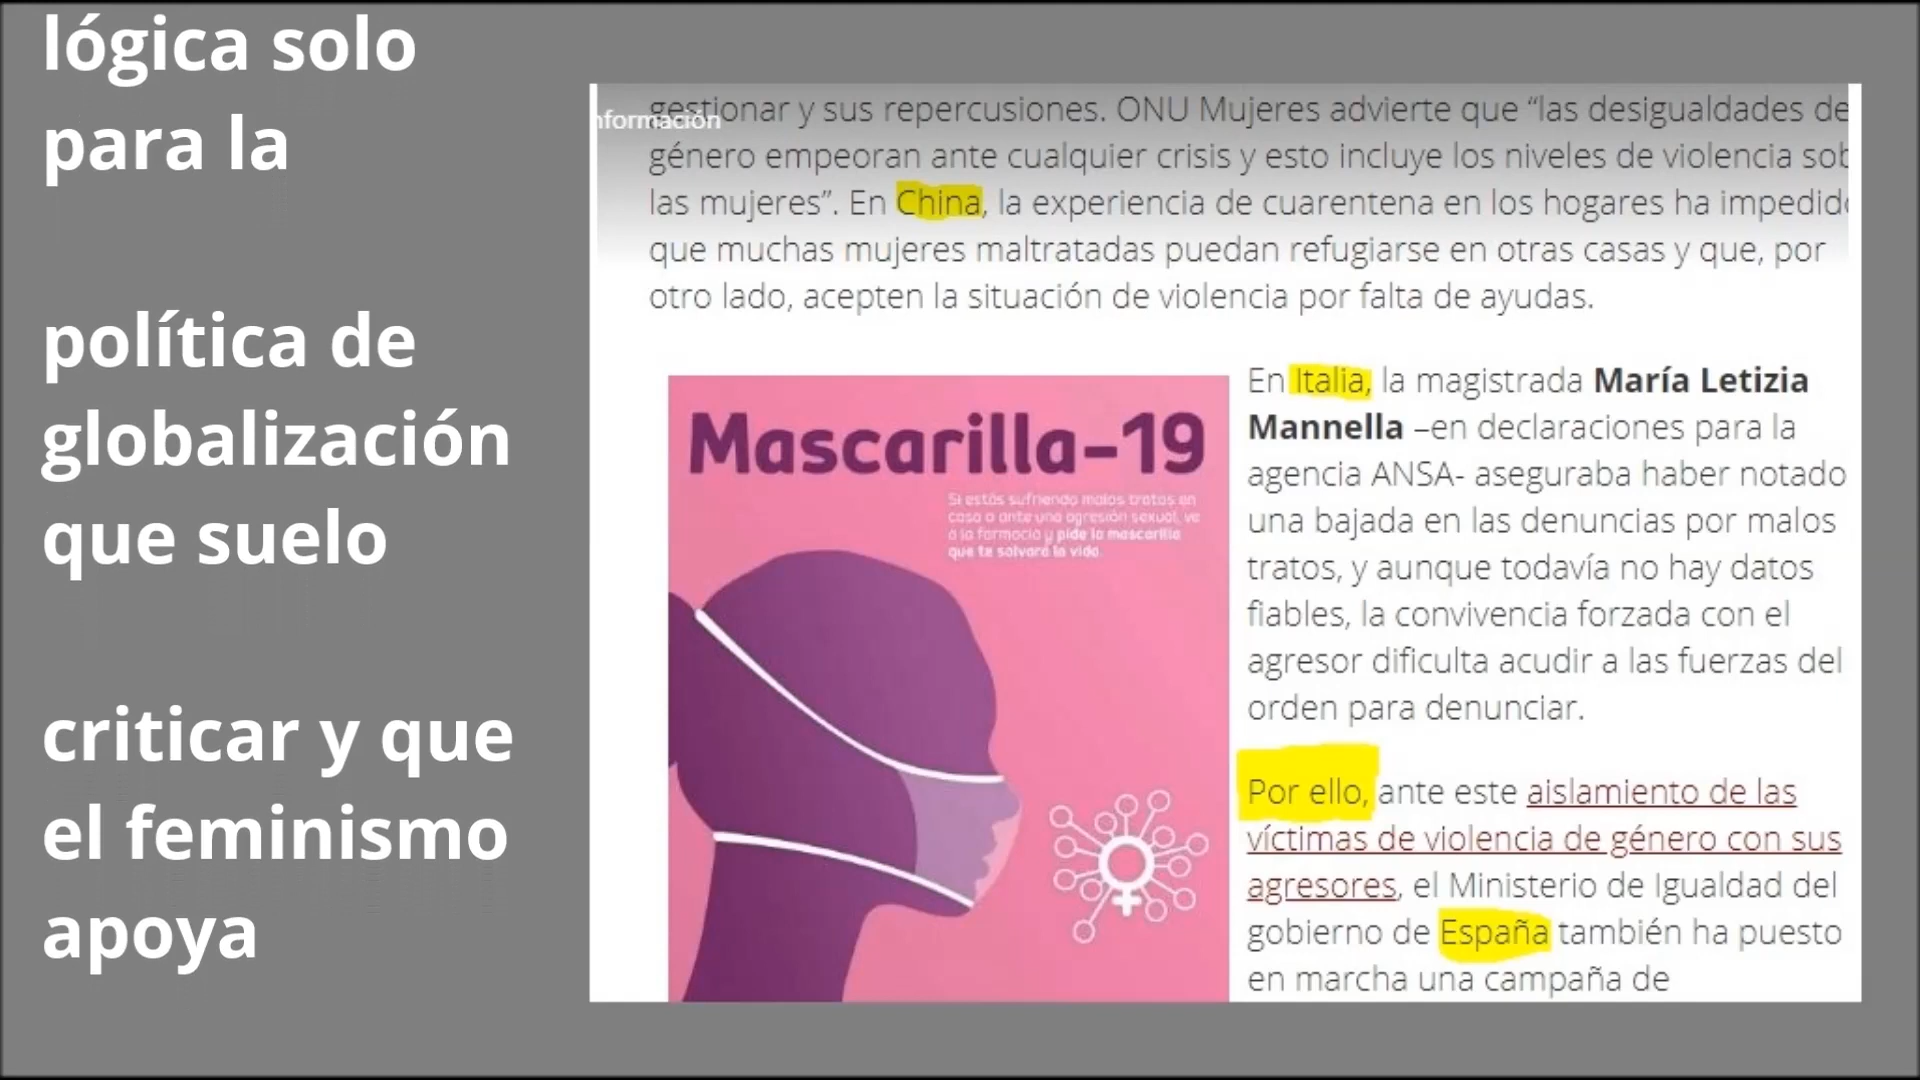 lógica solo
para la
política de
globalización
que suelo
criticar y que
el feminismo
apoya
nformación
gestionar y sus repercusiones. ONU Mujeres advierte que “las desigualdades de
género empeoran ante cualquier crisis y esto incluye los niveles de violencia sob
las mujeres”. En China, la experiencia de cuarentena en los hogares ha impedido
que muchas mujeres maltratadas puedan refugiarse en otras casas y que, por
otro lado, acepten la situación de violencia por falta de ayudas.
Mascarilla-19
Si estás sufriendo malos tratos en
casa o ante una agresión sexual, ve
a la farmacia y pide la mascarilla
que te salvará la vida.
En Italia, la magistrada María Letizia
Mannella –en declaraciones para la
agencia ANSA- aseguraba haber notado
una bajada en las denuncias por malos
tratos, y aunque todavía no hay datos
fiables, la convivencia forzada con el
agresor dificulta acudir a las fuerzas del
orden para denunciar.
Por ello, ante este aislamiento de las
víctimas de violencia de género con sus
agresores, el Ministerio de Igualdad del
gobierno de España también ha puesto
en marcha una campaña de